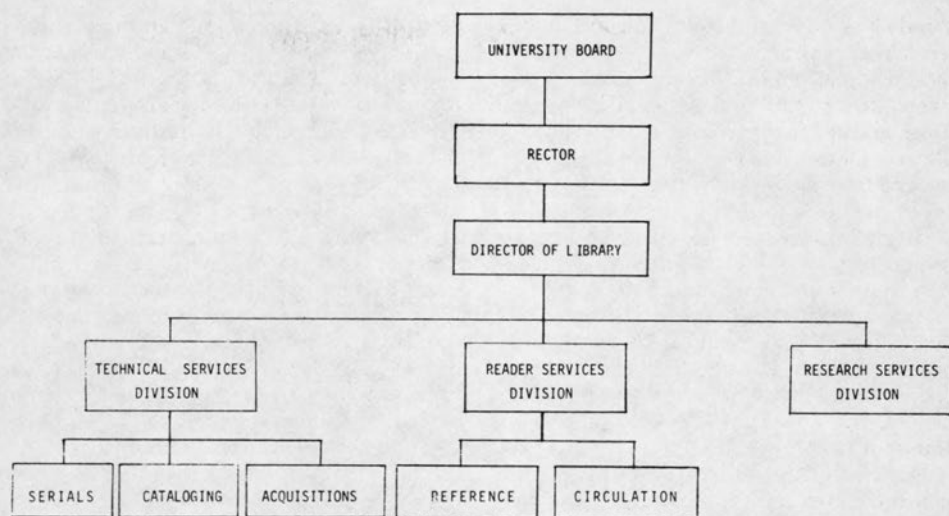 UNIVERSITY BOARD
RECTOR
DIRECTOR OF LIBRARY
TECHNICAL SERVICES
DIVISION
READER SERVICES
DIVISION
RESEARCH SERVICES
DIVISION
SERIALS
CATALOGING
ACQUISITIONS
REFERENCE
CIRCULATION